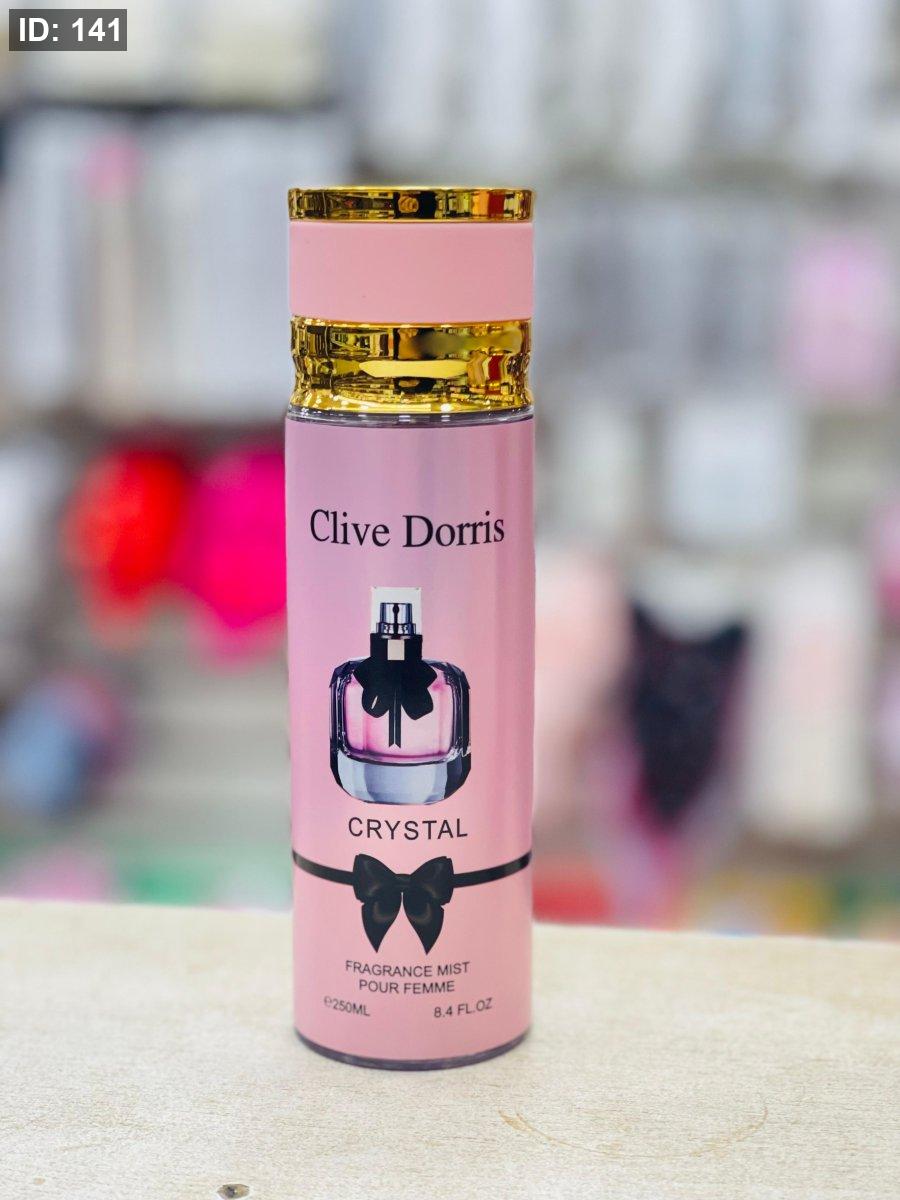 ID: 141
Clive Dorris
CRYSTAL
FRAGRANCE MIST
POUR FEMME
℮250ML 8.4 FL.OZ